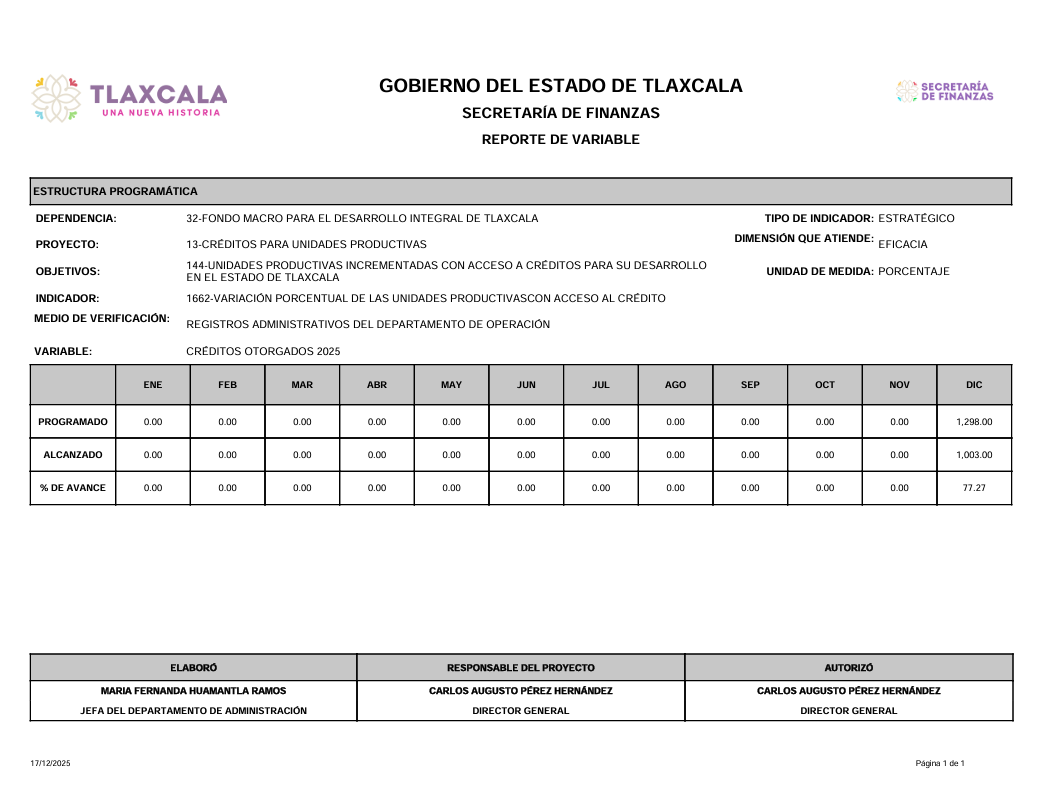 TLAXCALA
UNA NUEVA HISTORIA
GOBIERNO DEL ESTADO DE TLAXCALA
SECRETARÍA DE FINANZAS
REPORTE DE VARIABLE
SECRETARÍA
DE FINANZAS
ESTRUCTURA PROGRAMÁTICA
DEPENDENCIA: 32-FONDO MACRO PARA EL DESARROLLO INTEGRAL DE TLAXCALA TIPO DE INDICADOR: ESTRATÉGICO
PROYECTO: 13-CRÉDITOS PARA UNIDADES PRODUCTIVAS DIMENSIÓN QUE ATIENDE: EFICACIA
OBJETIVOS: 144-UNIDADES PRODUCTIVAS INCREMENTADAS CON ACCESO A CRÉDITOS PARA SU DESARROLLO
EN EL ESTADO DE TLAXCALA UNIDAD DE MEDIDA: PORCENTAJE
INDICADOR: 1662-VARIACIÓN PORCENTUAL DE LAS UNIDADES PRODUCTIVASCON ACCESO AL CRÉDITO
MEDIO DE VERIFICACIÓN: REGISTROS ADMINISTRATIVOS DEL DEPARTAMENTO DE OPERACIÓN
VARIABLE: CRÉDITOS OTORGADOS 2025
ENE FEB MAR ABR MAY JUN JUL AGO SEP OCT NOV DIC
PROGRAMADO 0.00 0.00 0.00 0.00 0.00 0.00 0.00 0.00 0.00 0.00 0.00 1,298.00
ALCANZADO 0.00 0.00 0.00 0.00 0.00 0.00 0.00 0.00 0.00 0.00 0.00 1,003.00
% DE AVANCE 0.00 0.00 0.00 0.00 0.00 0.00 0.00 0.00 0.00 0.00 0.00 77.27
ELABORÓ RESPONSABLE DEL PROYECTO AUTORIZÓ
MARIA FERNANDA HUAMANTLA RAMOS CARLOS AUGUSTO PÉREZ HERNÁNDEZ CARLOS AUGUSTO PÉREZ HERNÁNDEZ
JEFA DEL DEPARTAMENTO DE ADMINISTRACIÓN DIRECTOR GENERAL DIRECTOR GENERAL
17/12/2025 Página 1 de 1